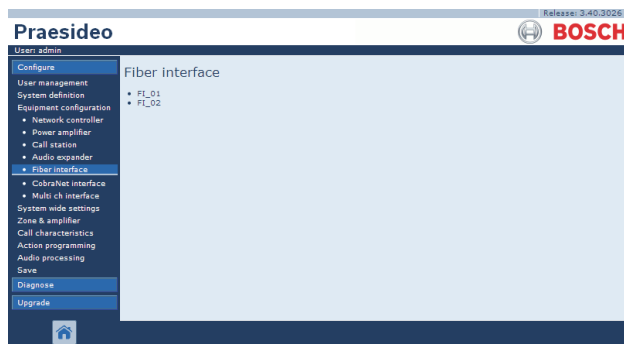 Release: 3.40.3026
Praesideo
BOSCH
User: admin
Configure
User management
System definition
Equipment configuration
• Network controller
• Power amplifier
• Call station
• Audio expander
• Fiber interface
• CobraNet interface
• Multi ch interface
System wide settings
Zone & amplifier
Call characteristics
Action programming
Audio processing
Save
Diagnose
Upgrade
Fiber interface
• FI_01
• FI_02